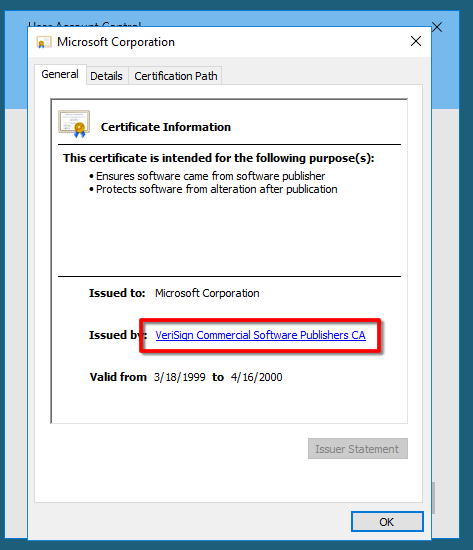 User Account Control
Microsoft Corporation
General Details Certification Path
Certificate Information
This certificate is intended for the following purpose(s):
• Ensures software came from software publisher
• Protects software from alteration after publication
Issued to: Microsoft Corporation
Issued by: VeriSign Commercial Software Publishers CA
Valid from 3/18/1999 to 4/16/2000
Issuer Statement
OK